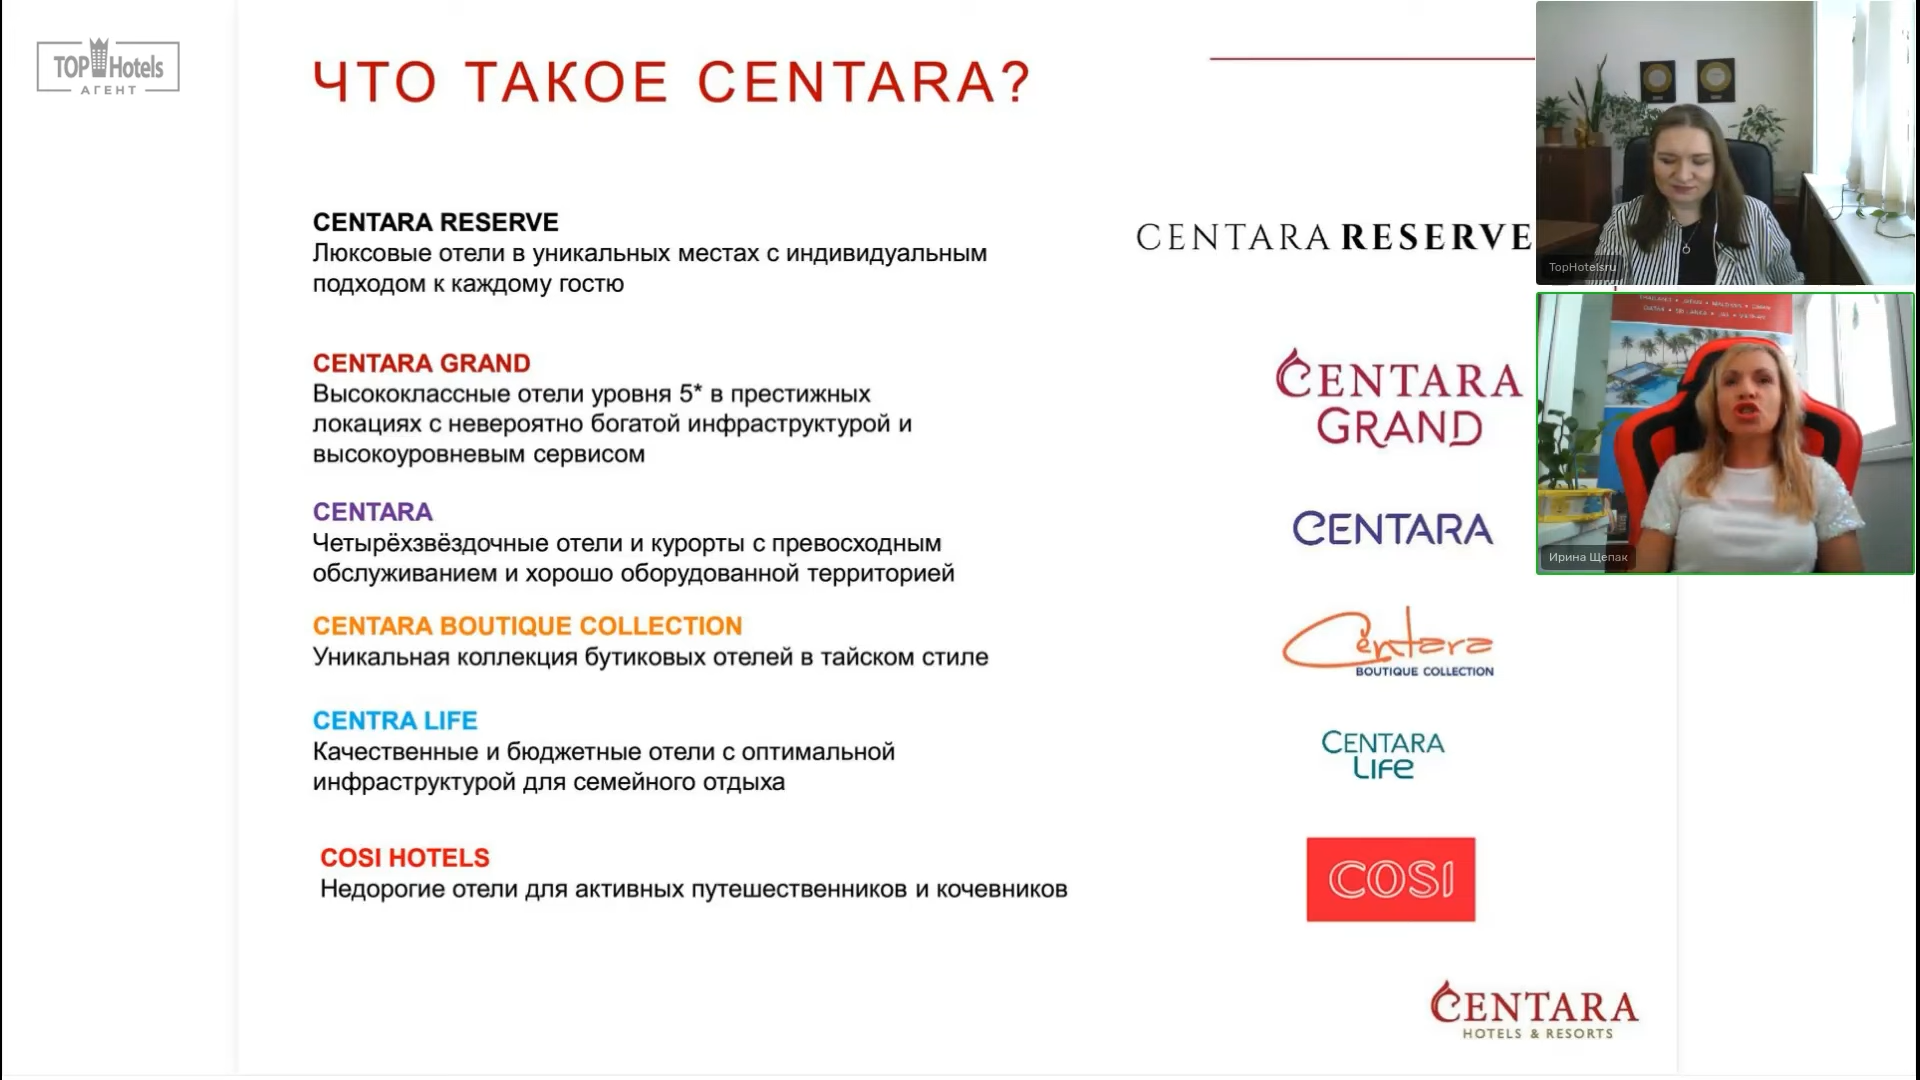 TOP Hotels
АГЕНТ
ЧТО ТАКОЕ CENTARA?
CENTARA RESERVE
Люксовые отели в уникальных местах с индивидуальным
подходом к каждому гостю
CENTARA RESERVE
CENTARA GRAND
Высококлассные отели уровня 5* в престижных
локациях с невероятно богатой инфраструктурой и
высокоуровневым сервисом
CENTARA
GRAND
CENTARA
Четырёхзвёздочные отели и курорты с превосходным
обслуживанием и хорошо оборудованной территорией
CENTARA
CENTARA BOUTIQUE COLLECTION
Уникальная коллекция бутиковых отелей в тайском стиле
Centara
BOUTIQUE COLLECTION
CENTRA LIFE
Качественные и бюджетные отели с оптимальной
инфраструктурой для семейного отдыха
CENTARA
LIFE
COSI HOTELS
Недорогие отели для активных путешественников и кочевников
COSI
CENTARA
HOTELS & RESORTS
TopHotelsru
Ирина Щепак